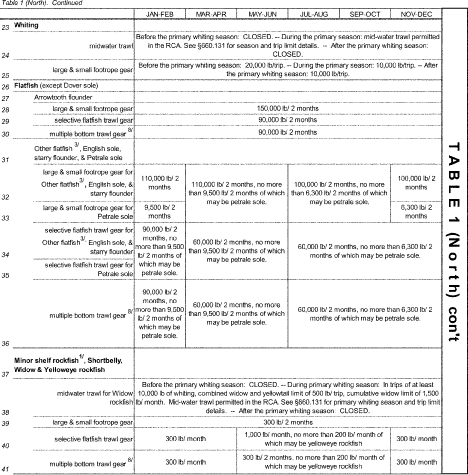 Table 1 (North). Continued
JAN-FEB MAR-APR MAY-JUN JUL-AUG SEP-OCT NOV-DEC
23 Whiting
24 midwater trawl
Before the primary whiting season: CLOSED. -- During the primary season: mid-water trawl permitted
in the RCA. See §660.131 for season and trip limit details. -- After the primary whiting season:
CLOSED.
25 large & small footrope gear
Before the primary whiting season: 20,000 lb/trip. -- During the primary season: 10,000 lb/trip. -- After
the primary whiting season: 10,000 lb/trip.
26 Flatfish (except Dover sole)
27 Arrowtooth flounder
28 large & small footrope gear 150,000 lb/ 2 months
29 selective flatfish trawl gear 90,000 lb/ 2 months
30 multiple bottom trawl gear 8/ 90,000 lb/ 2 months
31 Other flatfish 3/, English sole,
starry flounder, & Petrale sole
32 large & small footrope gear for
Other flatfish 3/, English sole, &
starry flounder
110,000 lb/ 2
months
110,000 lb/ 2 months, no more
than 9,500 lb/ 2 months of which
may be petrale sole.
100,000 lb/ 2 months, no more
than 6,300 lb/ 2 months of which
may be petrale sole.
100,000 lb/ 2
months
33 large & small footrope gear for
Petrale sole
9,500 lb/ 2
months
6,300 lb/ 2
months
34 selective flatfish trawl gear for
Other flatfish 3/, English sole, &
starry flounder
35 selective flatfish trawl gear for
Petrale sole
90,000 lb/ 2
months, no
more than 9,500
lb/ 2 months of
which may be
petrale sole.
60,000 lb/ 2 months, no more
than 9,500 lb/ 2 months of which
may be petrale sole.
60,000 lb/ 2 months, no more than 6,300 lb/ 2
months of which may be petrale sole.
36 multiple bottom trawl gear 8/
90,000 lb/ 2
months, no
more than 9,500
lb/ 2 months of
which may be
petrale sole.
60,000 lb/ 2 months, no more
than 9,500 lb/ 2 months of which
may be petrale sole.
60,000 lb/ 2 months, no more than 6,300 lb/ 2
months of which may be petrale sole.
37 Minor shelf rockfish 1/, Shortbelly,
Widow & Yelloweye rockfish
38 midwater trawl for Widow
rockfish
Before the primary whiting season: CLOSED. -- During primary whiting season: In trips of at least
10,000 lb of whiting, combined widow and yellowtail limit of 500 lb/ trip, cumulative widow limit of 1,500
lb/ month. Mid-water trawl permitted in the RCA. See §660.131 for primary whiting season and trip limit
details. -- After the primary whiting season: CLOSED.
39 large & small footrope gear 300 lb/ 2 months
40 selective flatfish trawl gear 300 lb/ month
1,000 lb/ month, no more than 200 lb/ month of
which may be yelloweye rockfish
300 lb/ month
41 multiple bottom trawl gear 8/ 300 lb/ month
300 lb/ 2 months, no more than 200 lb/ month of
which may be yelloweye rockfish
300 lb/ month
TABLE 1 (North) con't